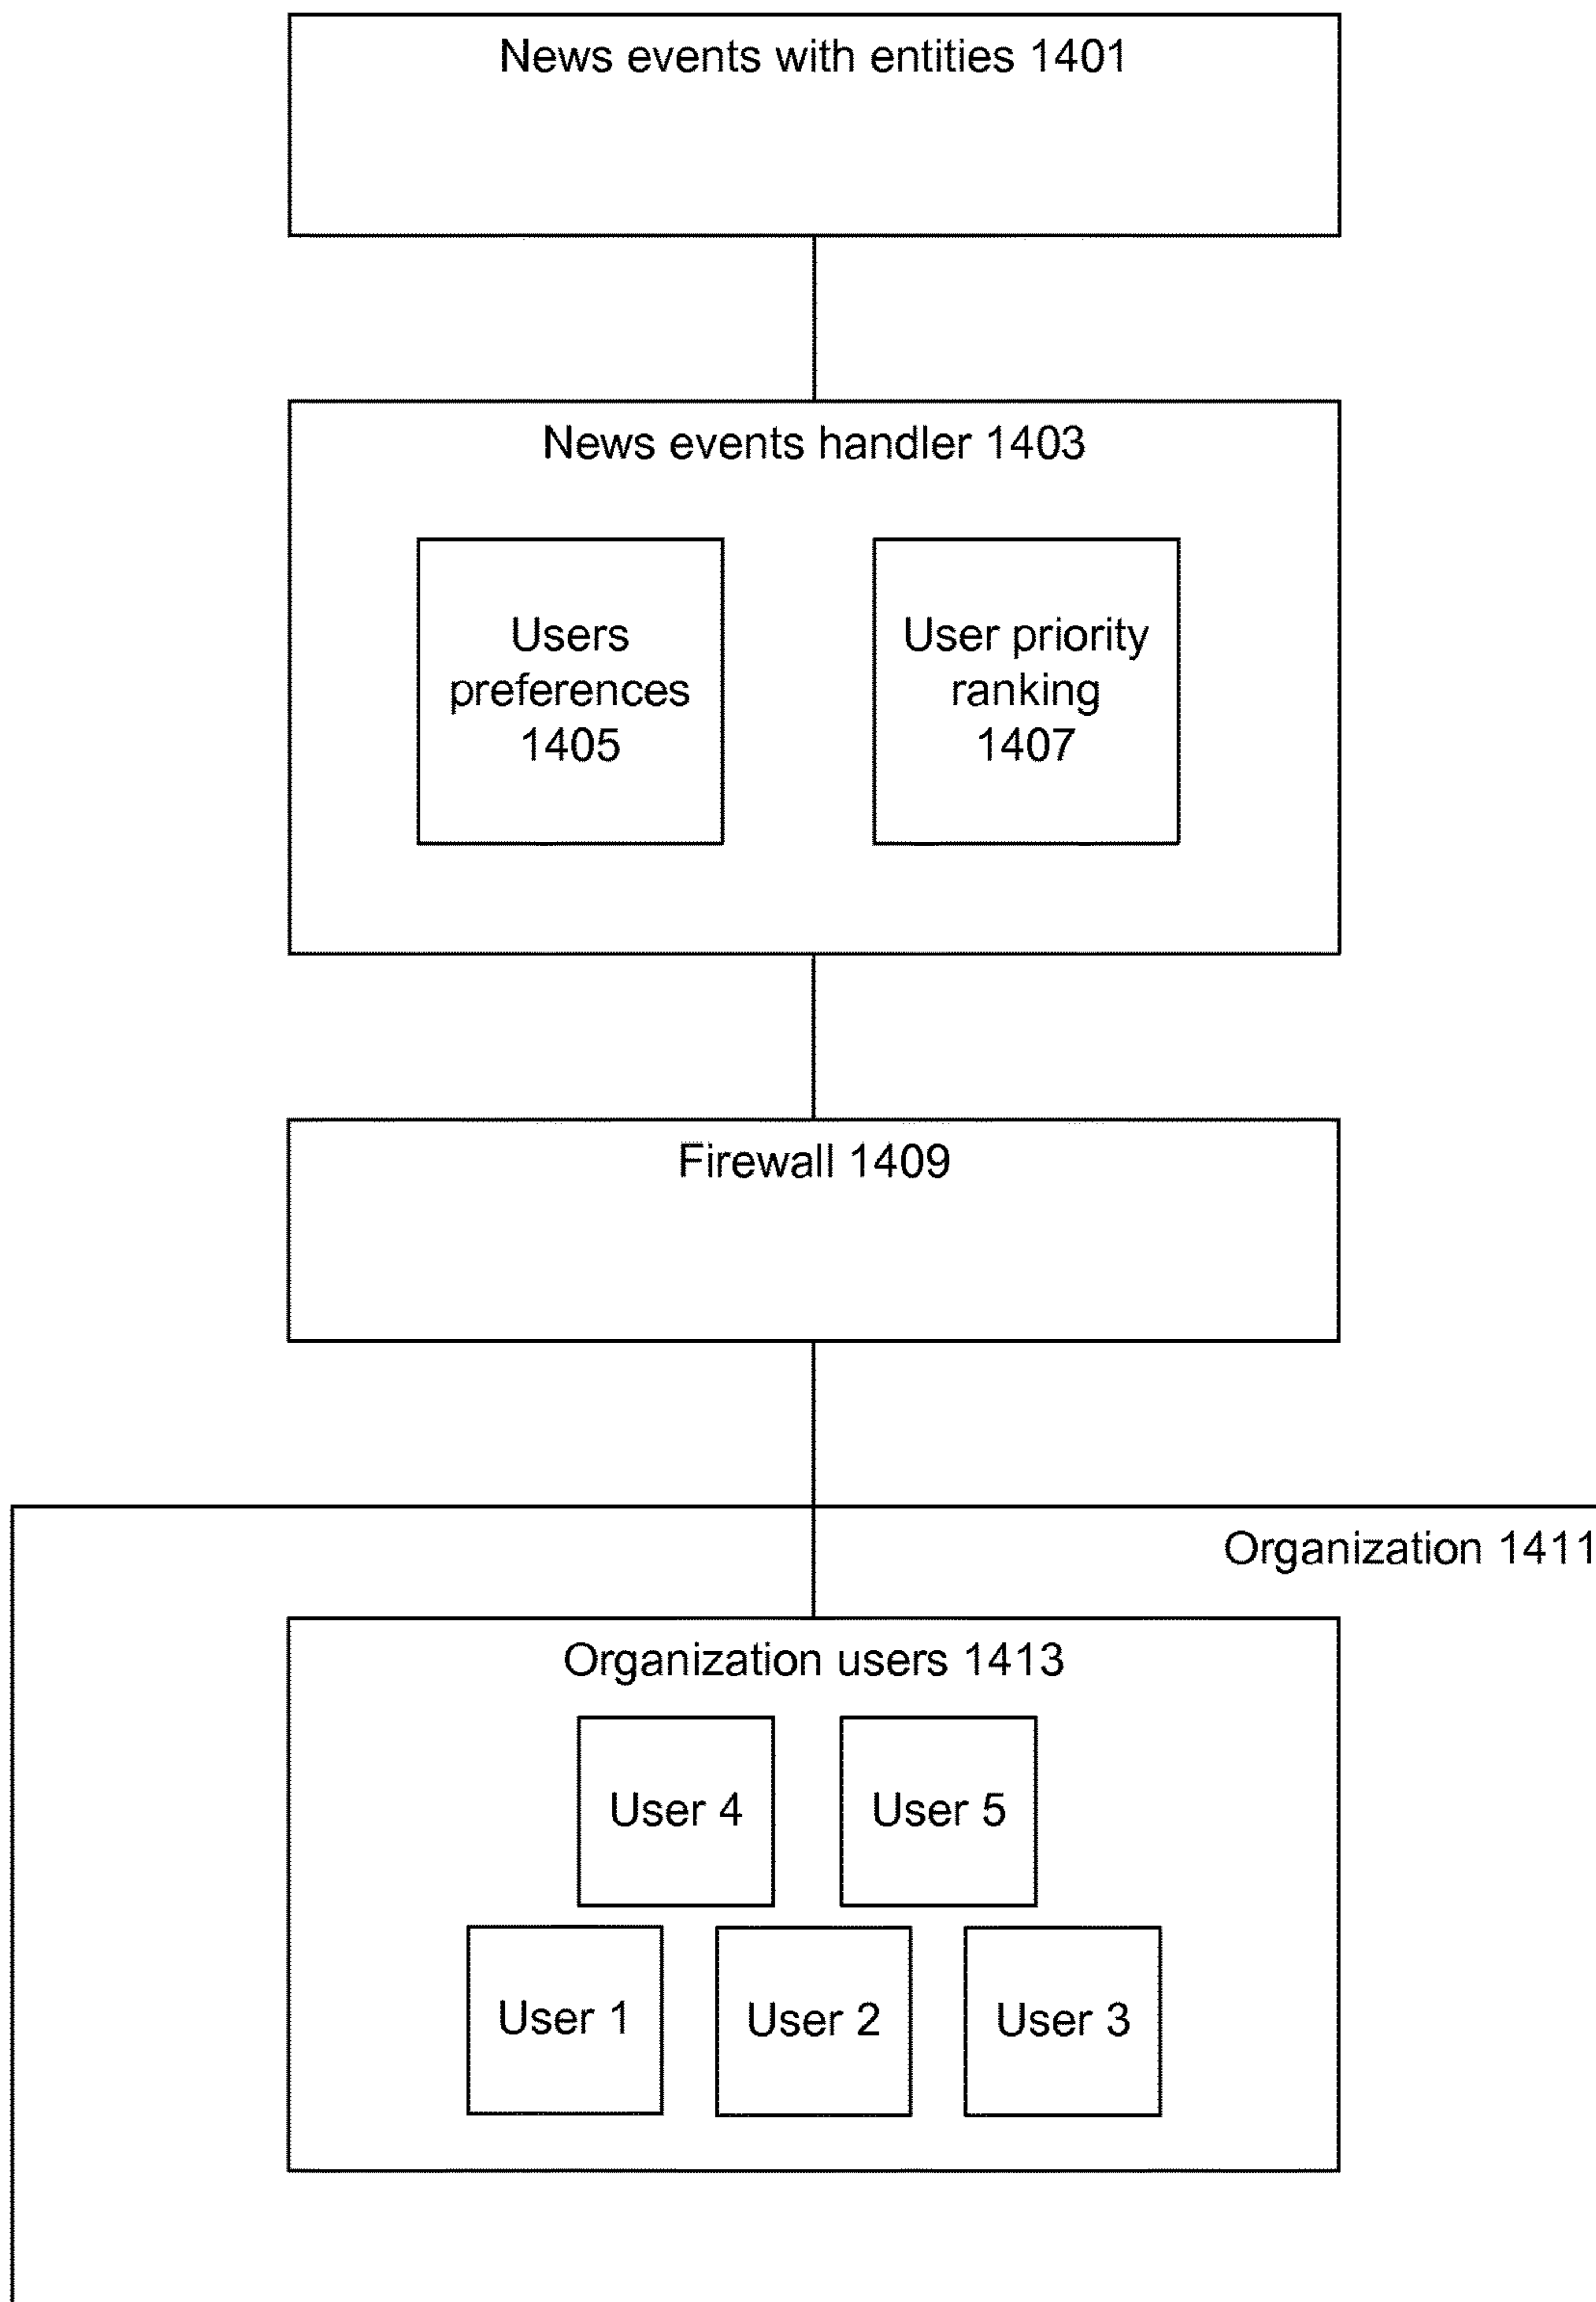 News events with entities 1401
News events handler 1403
Users
preferences
1405
User priority
ranking
1407
Firewall 1409
Organization 1411
Organization users 1413
User 4
User 5
User 1
User 2
User 3